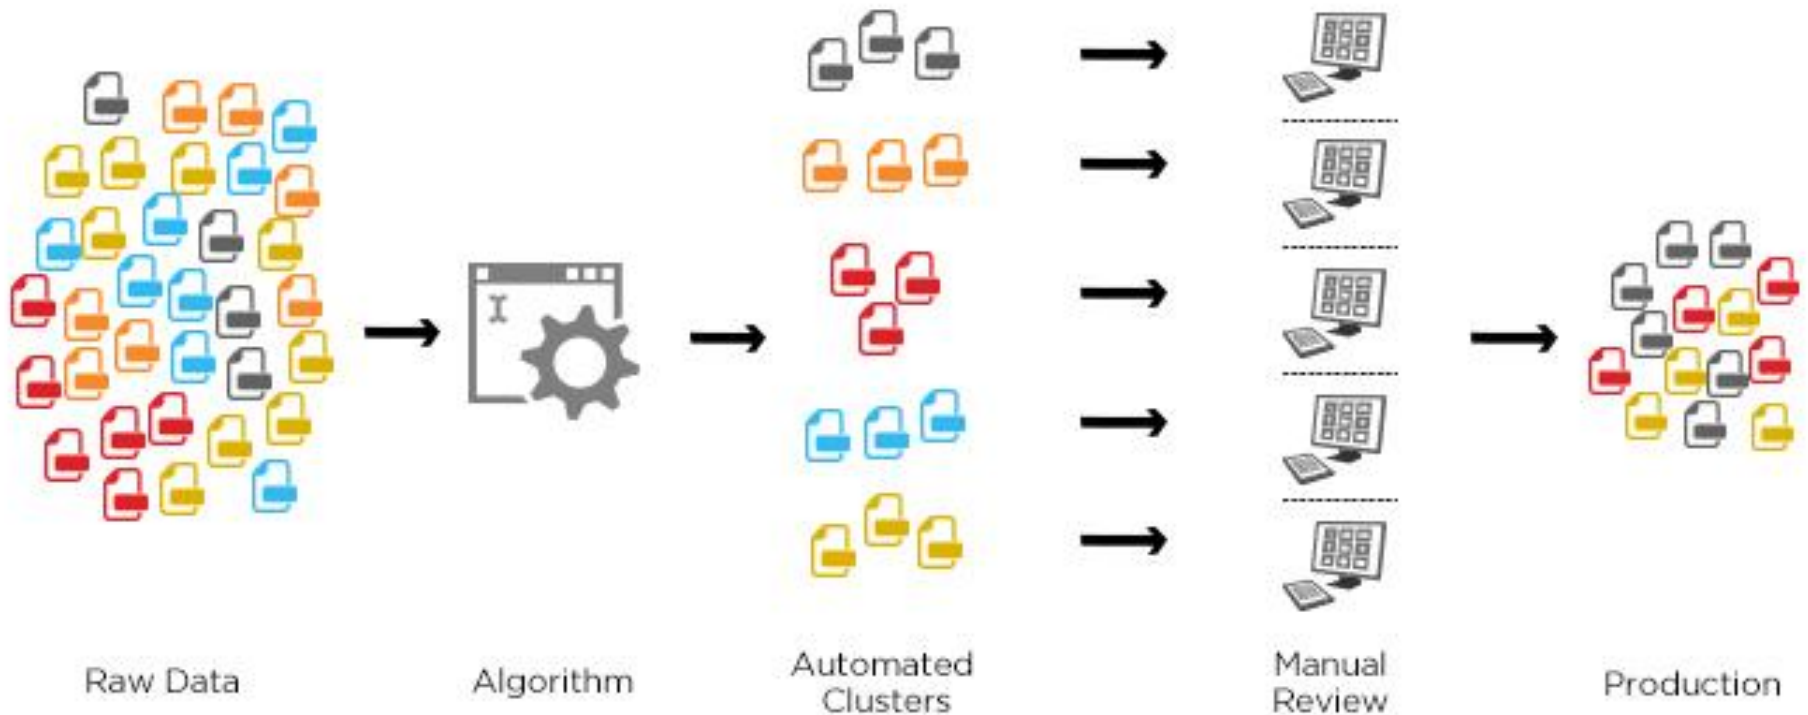 Raw Data
Algorithm
Automated
Clusters
Manual
Review
Production